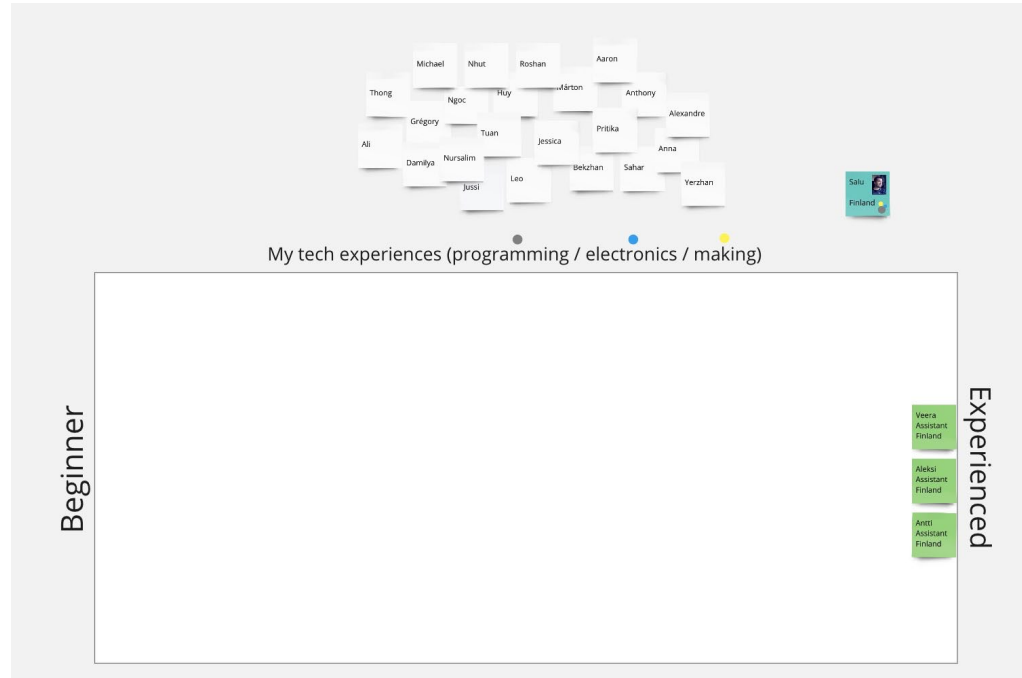 Michael
Nhut
Roshan
Aaron
Thong
Ngoc
Huy
Márton
Anthony
Alexandre
Grégory
Tuan
Jessica
Pritika
Ali
Damilya
Nursalim
Anna
Jussi
Leo
Bekzhan
Sahar
Yerzhan
Salu
Finland
My tech experiences (programming / electronics / making)
Beginner
Veera
Assistant
Finland
Aleksi
Assistant
Finland
Antti
Assistant
Finland
Experienced